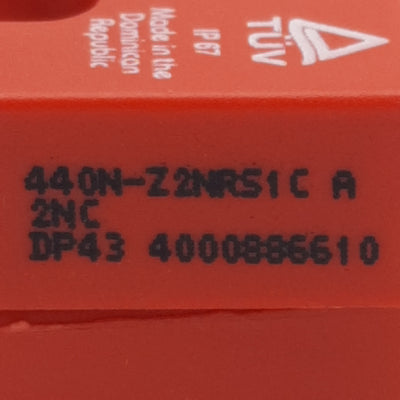 Made in the
Dominican
Republic
IP 67
TÜV
440N-Z2NRS1C A
2NC
DP43 4000886610